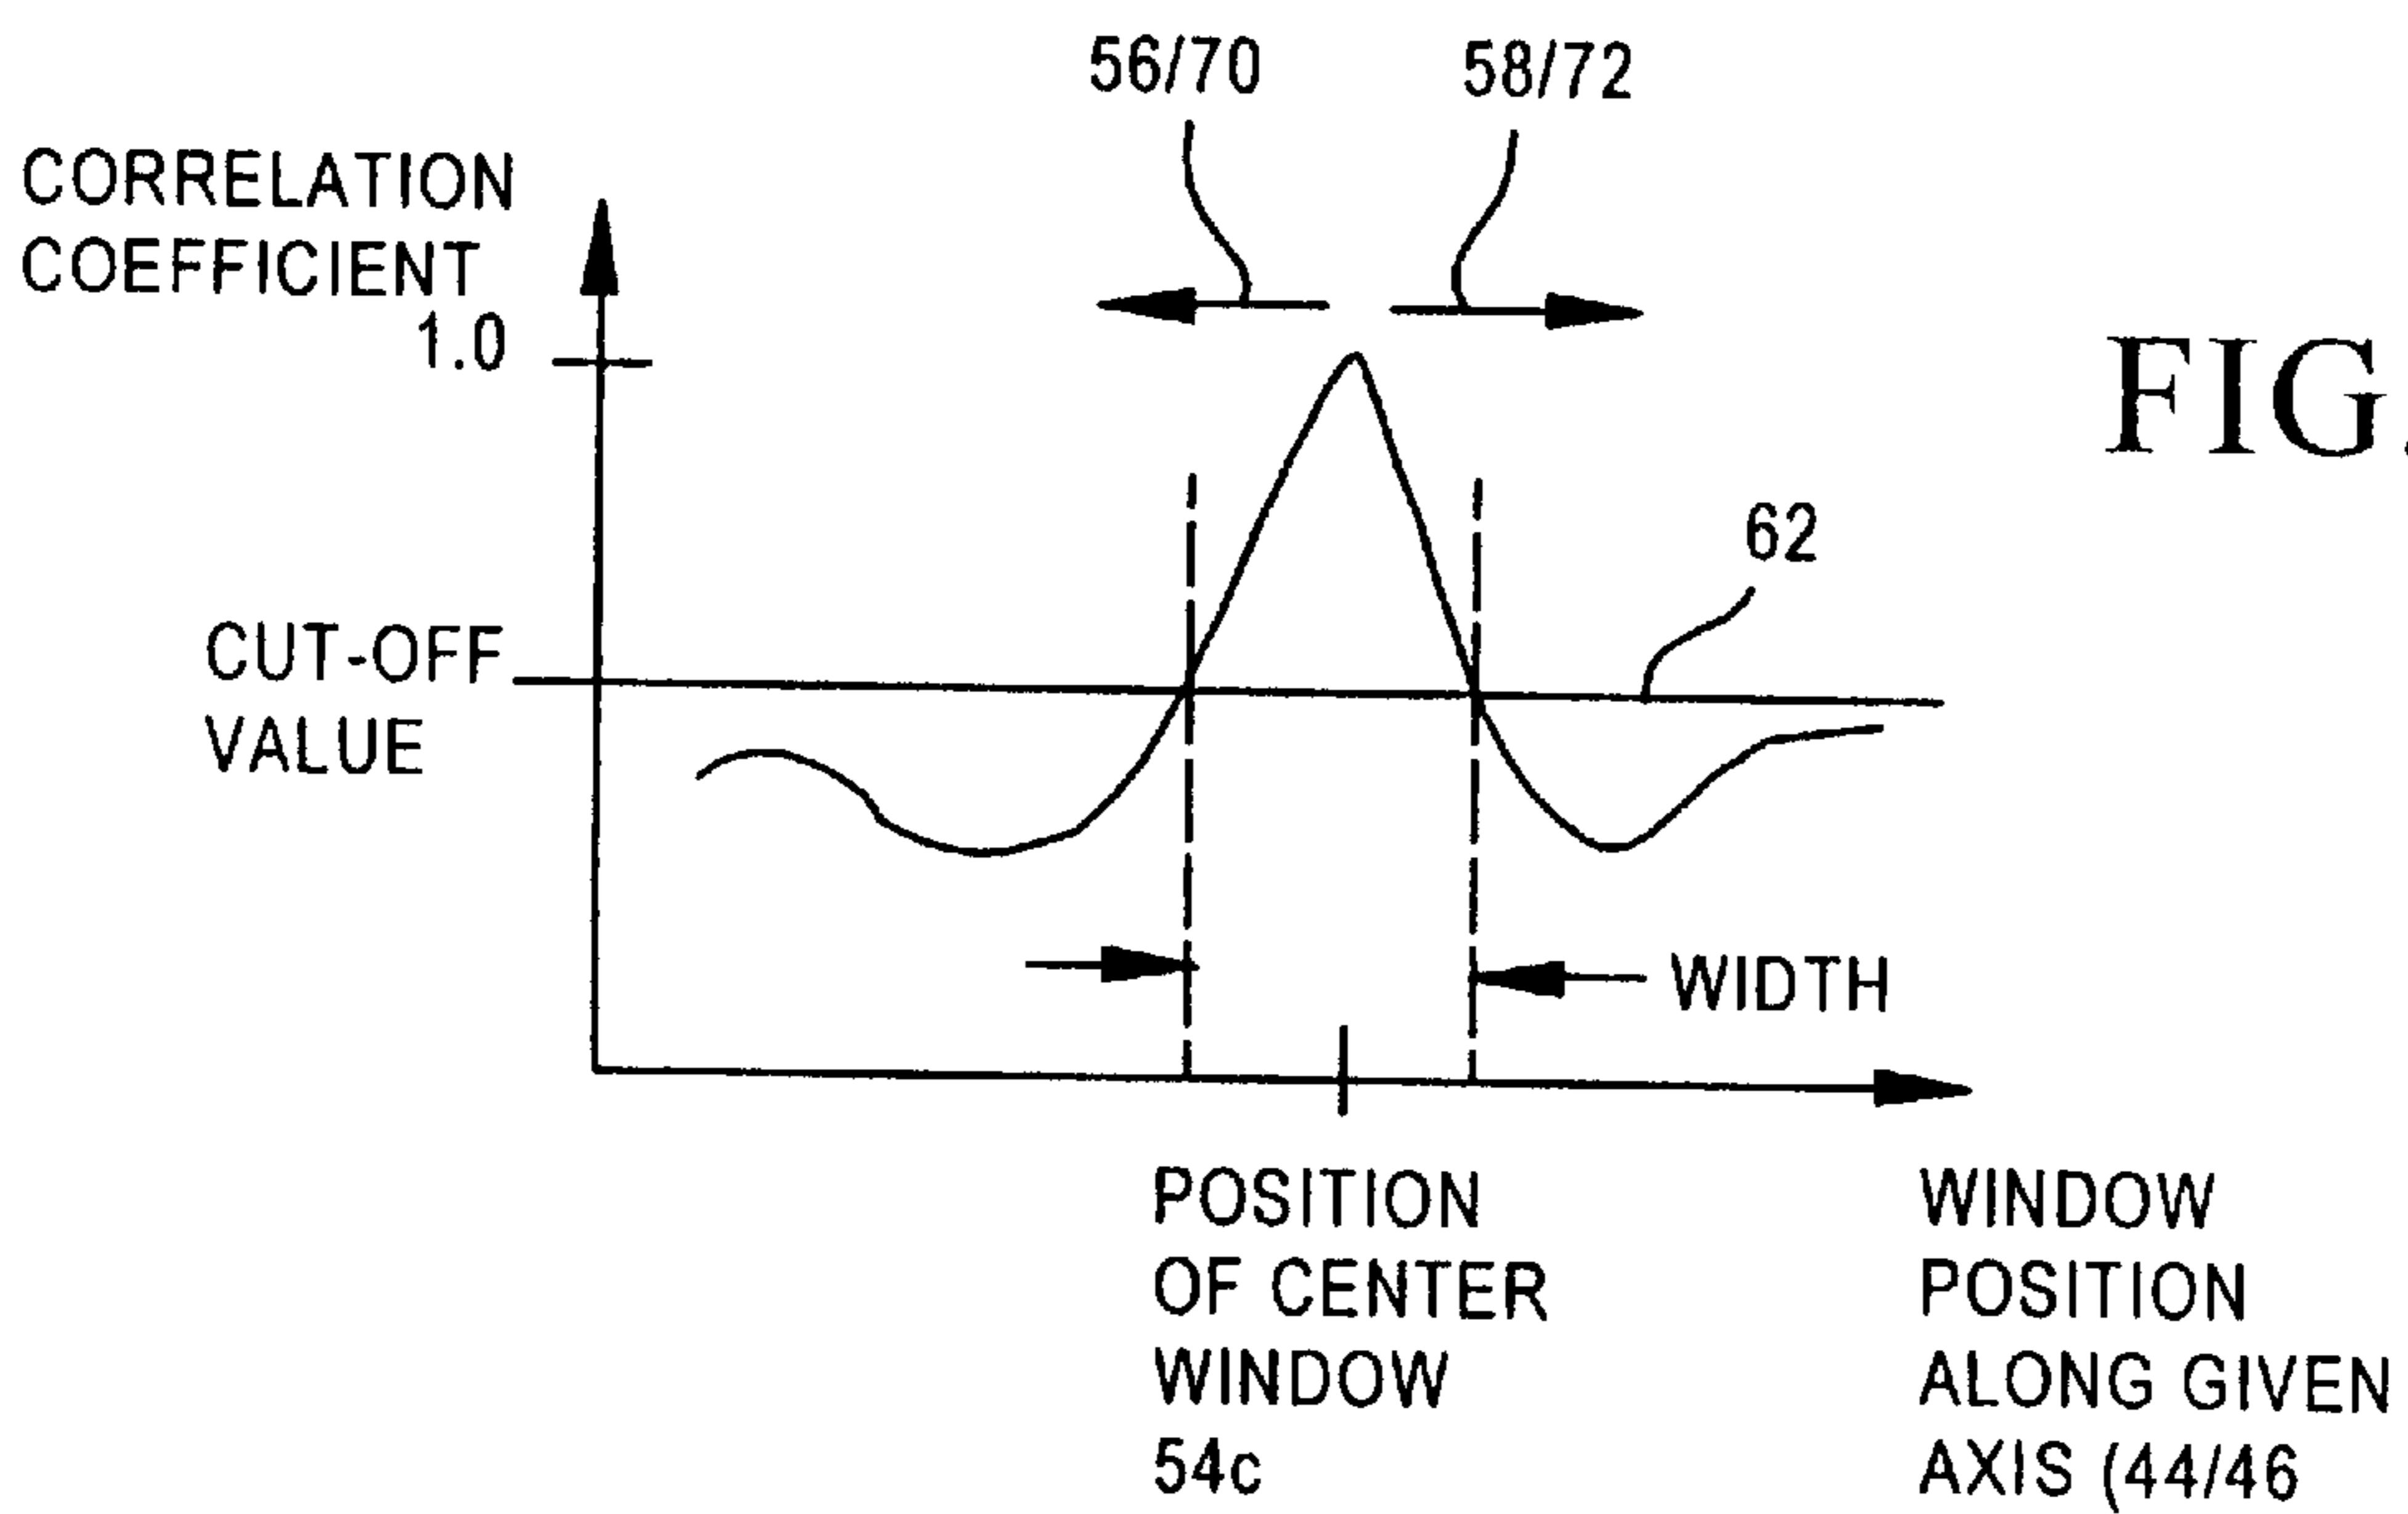 56/70
58/72
CORRELATION
COEFFICIENT
1.0
FIG.
62
CUT-OFF
VALUE
WIDTH
POSITION
OF CENTER
WINDOW
54c
WINDOW
POSITION
ALONG GIVEN
AXIS (44/46